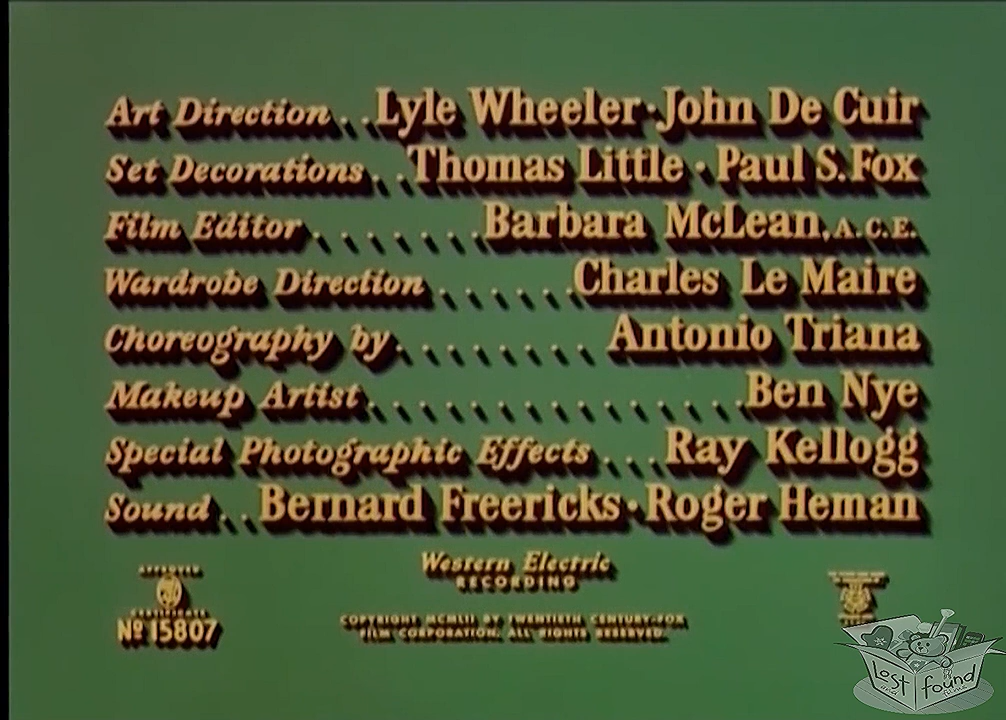 Art Direction . . Lyle Wheeler · John De Cuir
Set Decorations . . Thomas Little · Paul S. Fox
Film Editor . . . . . . . Barbara McLean, A.C.E.
Wardrobe Direction . . . . . . Charles Le Maire
Choreography by . . . . . . . . Antonio Triana
Makeup Artist . . . . . . . . . . . . . . . . Ben Nye
Special Photographic Effects . . . Ray Kellogg
Sound . . Bernard Freericks · Roger Heman
Western Electric
RECORDING
APPROVED
CERTIFICATE
Nº 15807
COPYRIGHT MCMLII BY TWENTIETH CENTURY-FOX
FILM CORPORATION. ALL RIGHTS RESERVED.
Lost
found